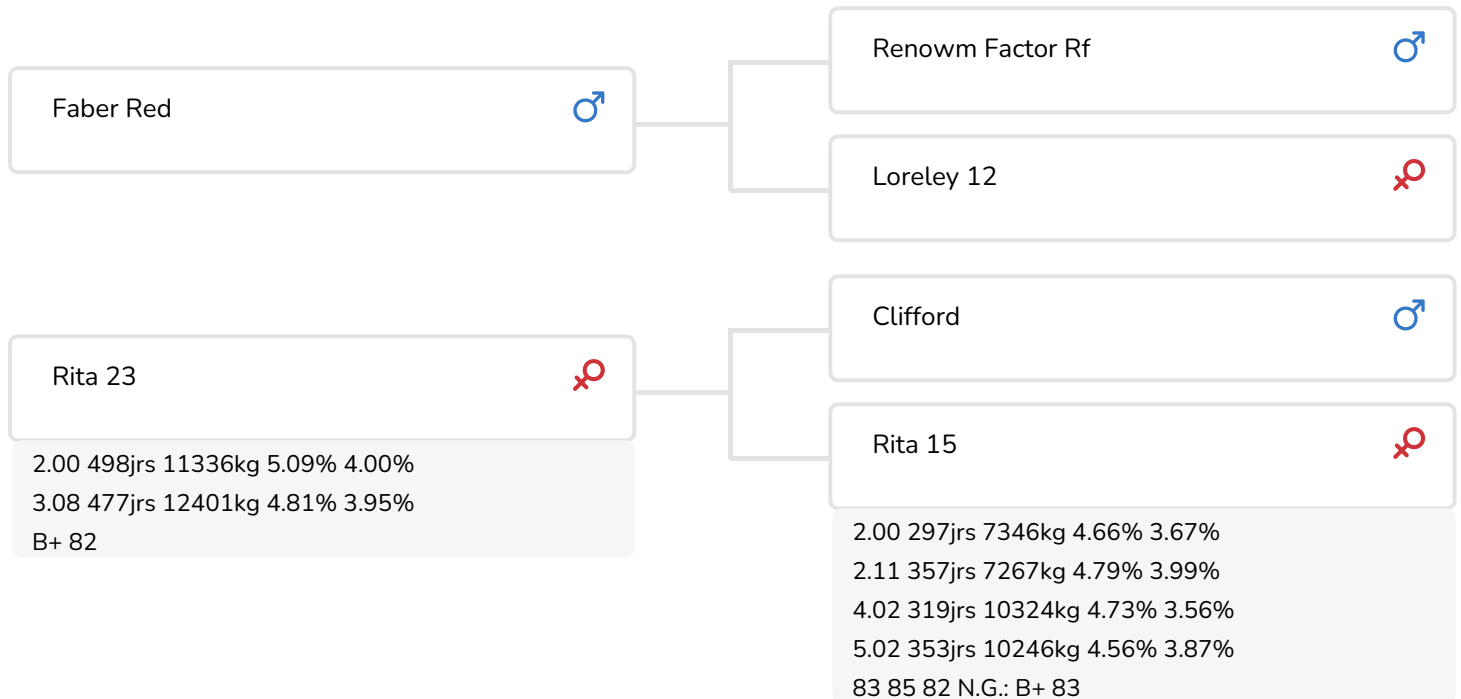 Renowm Factor Rf
Faber Red
Loreley 12
Clifford
Rita 23
Rita 15
2.00 498jrs 11336kg 5.09% 4.00%
3.08 477jrs 12401kg 4.81% 3.95%
B+ 82
2.00 297jrs 7346kg 4.66% 3.67%
2.11 357jrs 7267kg 4.79% 3.99%
4.02 319jrs 10324kg 4.73% 3.56%
5.02 353jrs 10246kg 4.56% 3.87%
83 85 82 N.G.: B+ 83